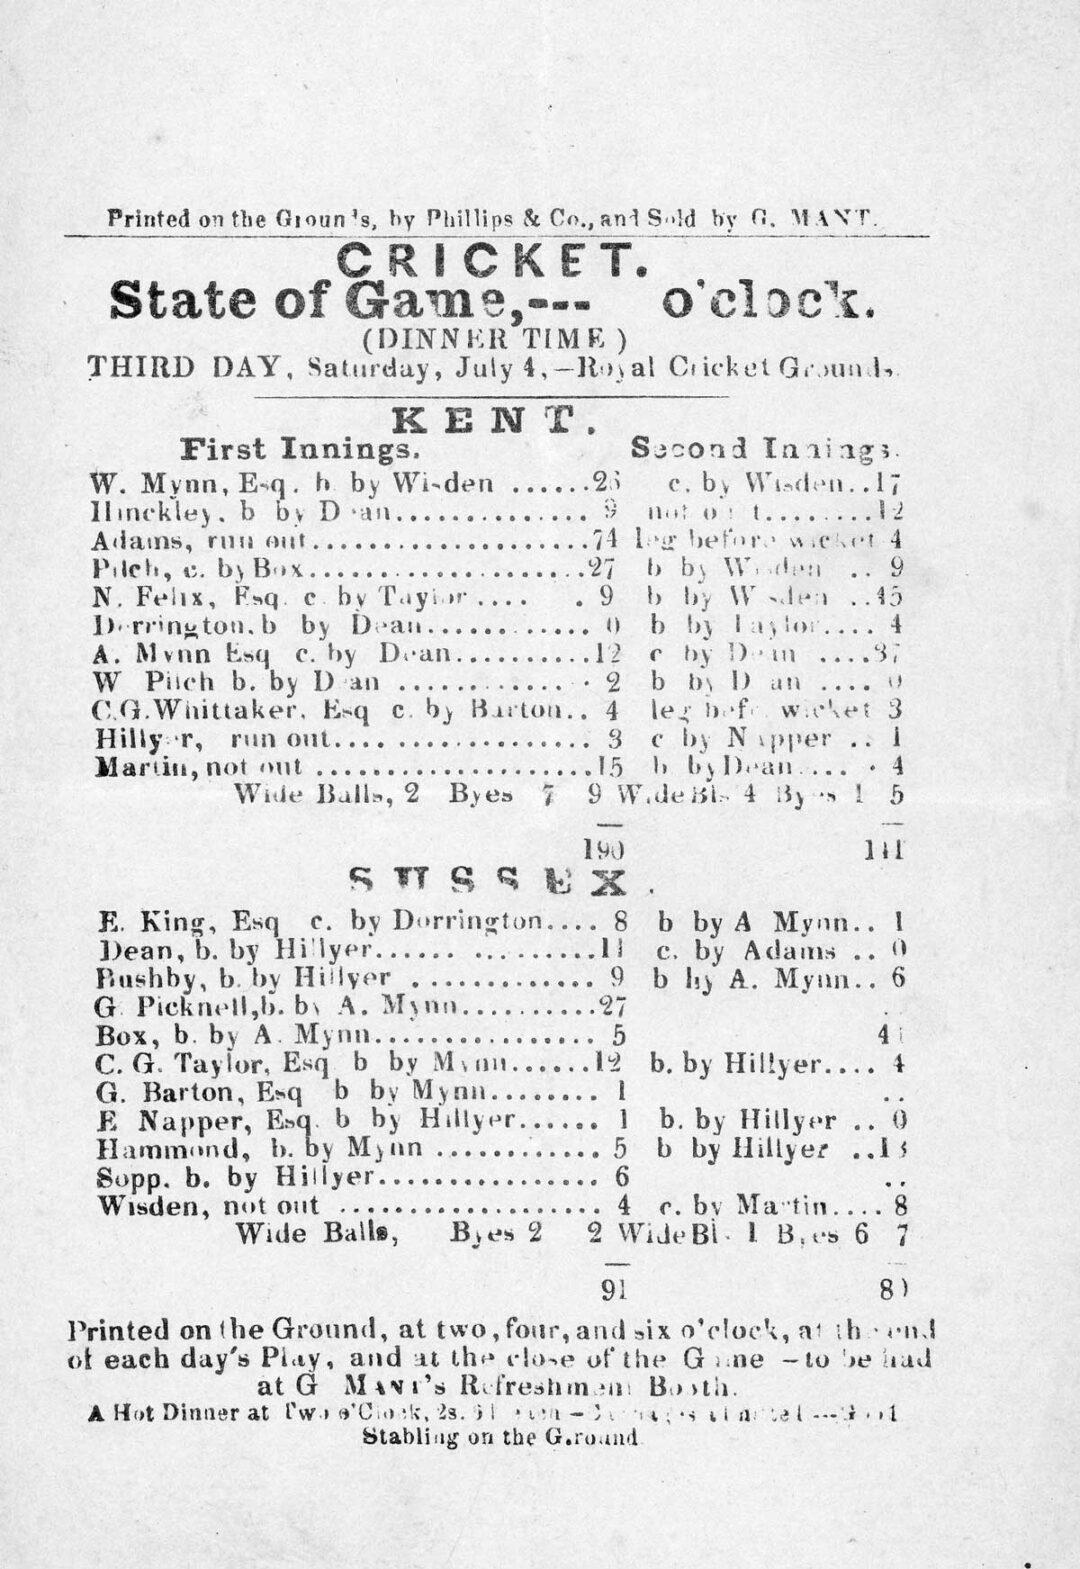 Printed on the Grounds, by Phillips & Co., and Sold by G. MANT.
CRICKET.
State of Game,--- o'clock.
(DINNER TIME)
THIRD DAY, Saturday, July 4,—Royal Cricket Grounds.
KENT.
First Innings. Second Innings.
W. Mynn, Esq. b by Wisden ......26 c. by Wisden..17
Hinckley, b by Dean............... 9 not out.........12
Adams, run out.....................74 leg before wicket 4
Pilch, c. by Box.....................27 b by Wisden .. 9
N. Felix, Esq. c by Taylor .... . 9 b by Wisden ..45
Dorrington, b by Dean............ 0 b by Taylor.... 4
A. Mynn Esq c. by Dean..........12 c by Dean ....37
W Pilch b. by Dean .............. 2 b by Dean .... 0
C.G.Whittaker, Esq c. by Barton.. 4 leg befe wicket 3
Hillyer, run out.................... 3 c by Napper .. 1
Martin, not out .....................15 b by Dean.... . 4
Wide Balls, 2 Byes 7 9 Wide Bls 4 Byes 1 5
190 141
SUSSEX.
E. King, Esq c. by Dorrington.... 8 b by A Mynn.. 1
Dean, b. by Hillyer...... ..........11 c. by Adams .. 0
Bushby, b. by Hillyer ............. 9 b by A. Mynn.. 6
G. Picknell, b. by A. Mynn..........27 ..
Box, b. by A. Mynn................ 5
C. G. Taylor, Esq b by Mynn......12 b. by Hillyer.... 4
G. Barton, Esq b by Mynn........ 1 ..
E Napper, Esq. b by Hillyer...... 1 b. by Hillyer .. 0
Hammond, b. by Mynn ............ 5 b by Hillyer ..13
Sopp. b. by Hillyer................. 6 ..
Wisden, not out .................... 4 c. by Martin.... 8
Wide Balls, Byes 2 2 Wide Bl. 1 Byes 6 7
91
Printed on the Ground, at two, four, and six o'clock, at the end
of each day's Play, and at the close of the Game —to be had
at G MANT's Refreshment Booth.
A Hot Dinner at Two o'Clock, 2s.
Stabling on the Ground